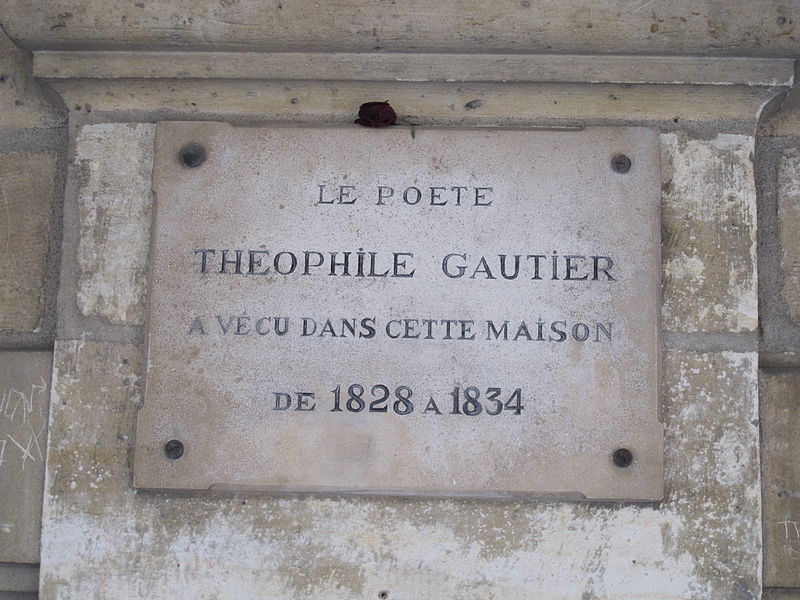 LE POETE
THÉOPHILE GAUTIER
A VÉCU DANS CETTE MAISON
DE 1828 A 1834